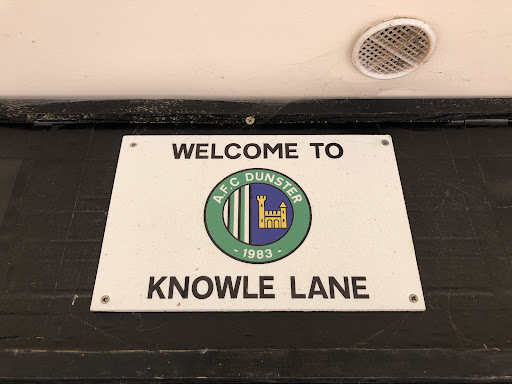 WELCOME TO
A.F.C DUNSTER
- 1983 -
KNOWLE LANE